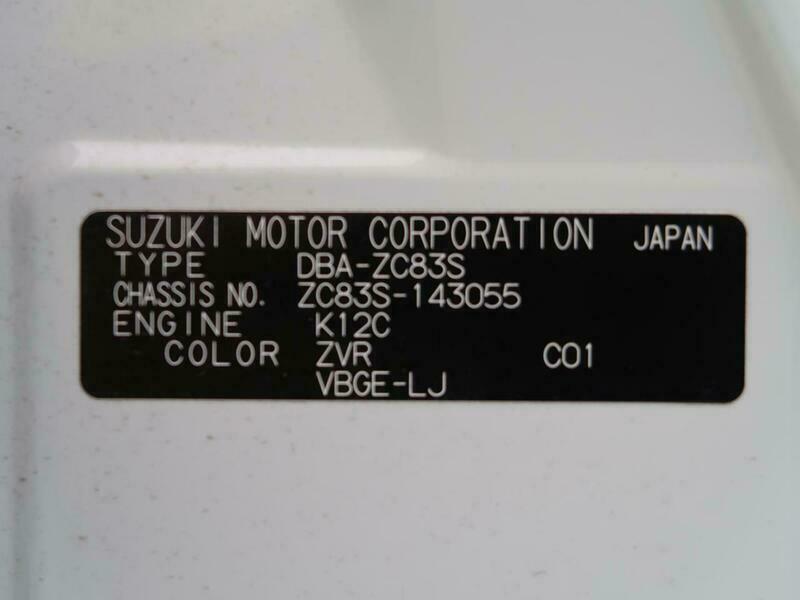 SUZUKI MOTOR CORPORATION JAPAN
TYPE DBA-ZC83S
CHASSIS NO. ZC83S-143055
ENGINE K12C
COLOR ZVR C01
VBGE-LJ